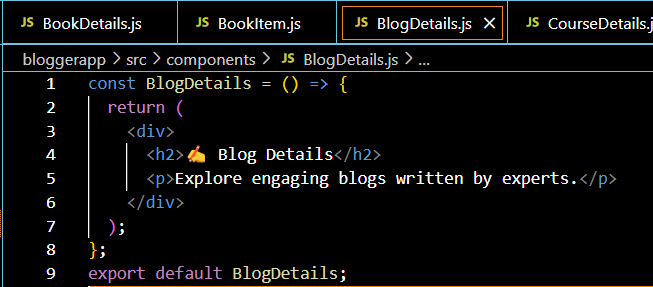 JS BookDetails.js JS BookItem.js JS BlogDetails.js × JS CourseDetails.j
bloggerapp > src > components > JS BlogDetails.js > ...
1 const BlogDetails = () => {
2   return (
3     <div>
4       <h2>✍️ Blog Details</h2>
5       <p>Explore engaging blogs written by experts.</p>
6     </div>
7   );
8 };
9 export default BlogDetails;